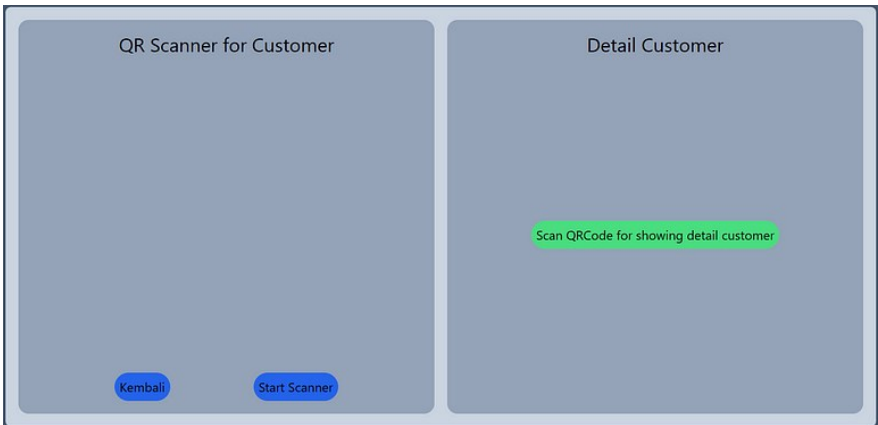 QR Scanner for Customer
Kembali
Start Scanner
Detail Customer
Scan QRCode for showing detail customer